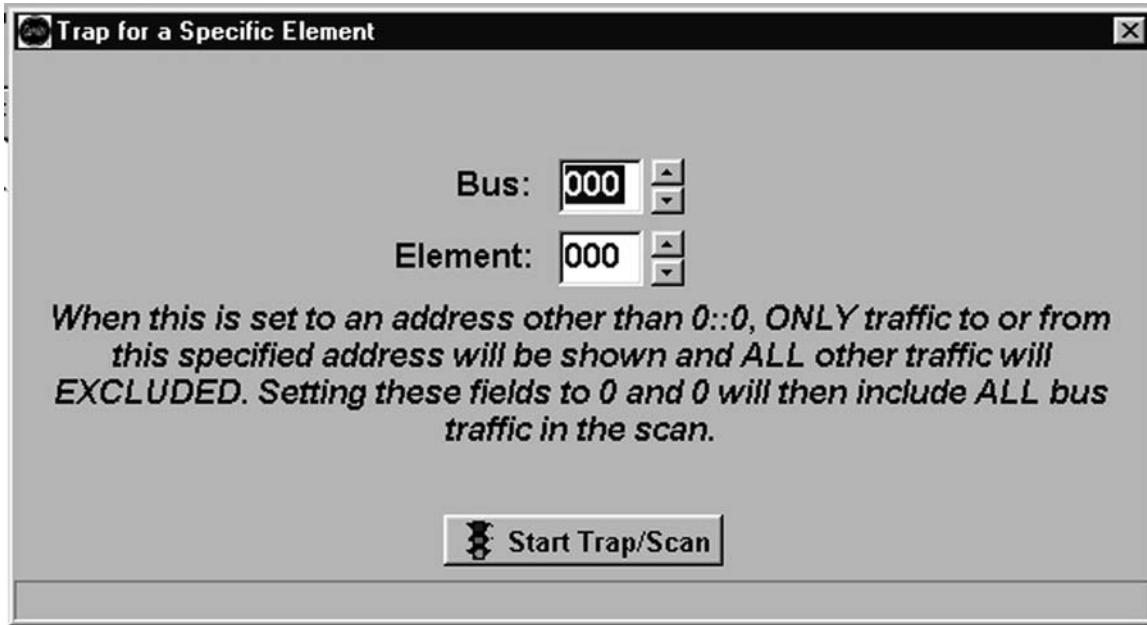 Trap for a Specific Element
Bus: 000
Element: 000
When this is set to an address other than 0::0, ONLY traffic to or from
this specified address will be shown and ALL other traffic will
EXCLUDED. Setting these fields to 0 and 0 will then include ALL bus
traffic in the scan.
Start Trap/Scan